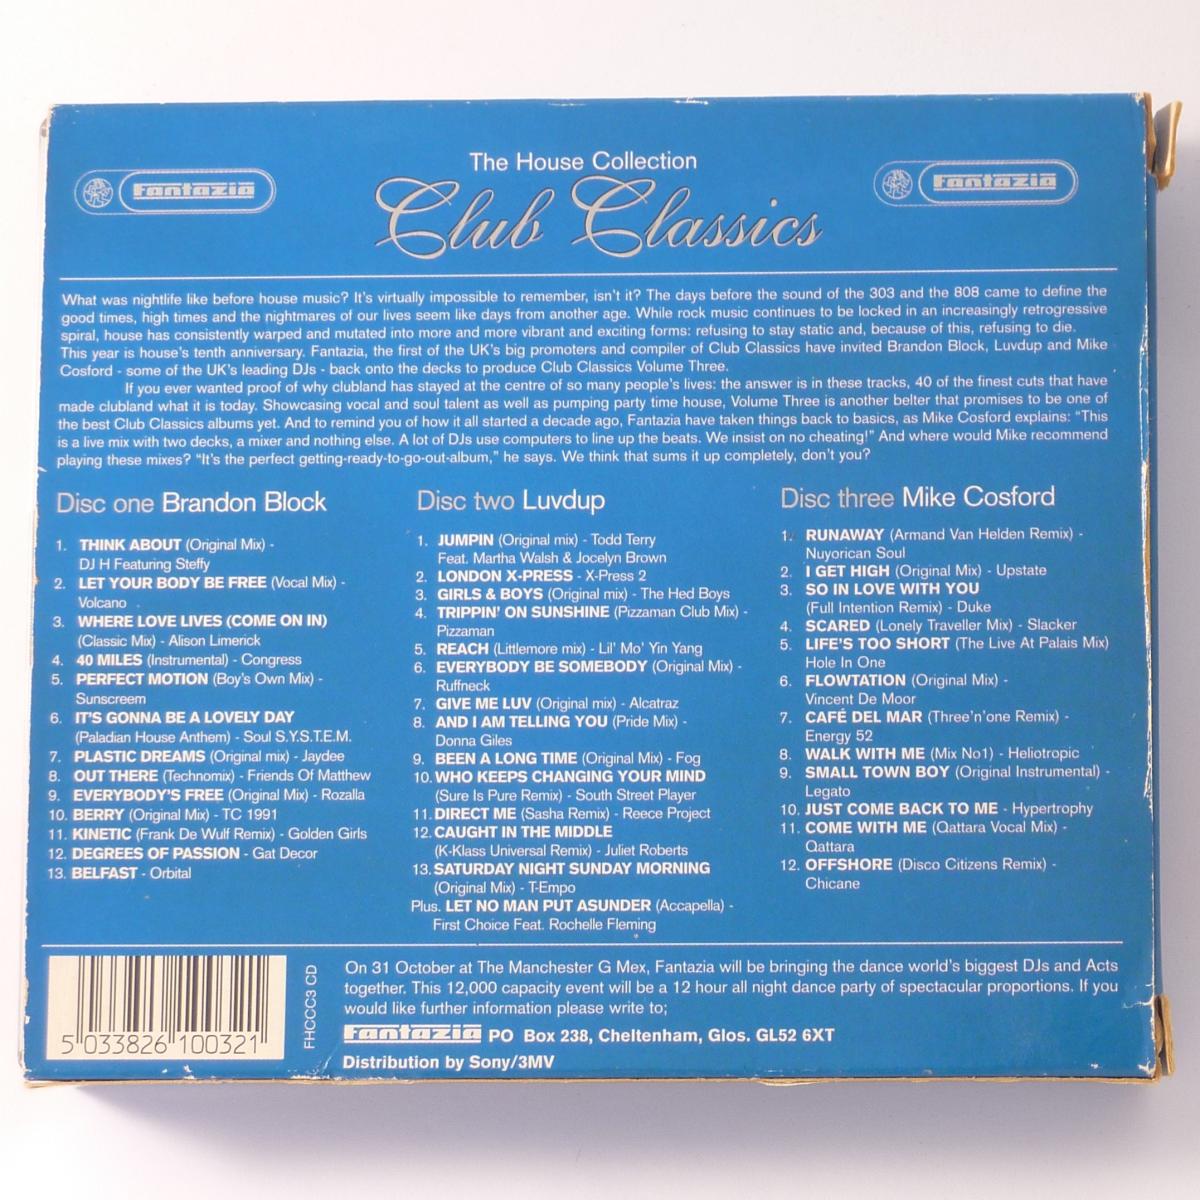 The House Collection
Fantazia
Club Classics
Fantazia
What was nightlife like before house music? It's virtually impossible to remember, isn't it? The days before the sound of the 303 and the 808 came to define the
good times, high times and the nightmares of our lives seem like days from another age. While rock music continues to be locked in an increasingly retrogressive
spiral, house has consistently warped and mutated into more and more vibrant and exciting forms: refusing to stay static and, because of this, refusing to die.
This year is house's tenth anniversary. Fantazia, the first of the UK's big promoters and compiler of Club Classics have invited Brandon Block, Luvdup and Mike
Cosford - some of the UK's leading DJs - back onto the decks to produce Club Classics Volume Three.
If you ever wanted proof of why clubland has stayed at the centre of so many people's lives: the answer is in these tracks, 40 of the finest cuts that have
made clubland what it is today. Showcasing vocal and soul talent as well as pumping party time house, Volume Three is another belter that promises to be one of
the best Club Classics albums yet. And to remind you of how it all started a decade ago, Fantazia have taken things back to basics, as Mike Cosford explains: "This
is a live mix with two decks, a mixer and nothing else. A lot of DJs use computers to line up the beats. We insist on no cheating!" And where would Mike recommend
playing these mixes? "It's the perfect getting-ready-to-go-out-album," he says. We think that sums it up completely, don't you?
Disc one Brandon Block
1. THINK ABOUT (Original Mix) -
DJ H Featuring Steffy
2. LET YOUR BODY BE FREE (Vocal Mix) -
Volcano
3. WHERE LOVE LIVES (COME ON IN)
(Classic Mix) - Alison Limerick
4. 40 MILES (Instrumental) - Congress
5. PERFECT MOTION (Boy's Own Mix) -
Sunscreem
6. IT'S GONNA BE A LOVELY DAY
(Paladian House Anthem) - Soul S.Y.S.T.E.M.
7. PLASTIC DREAMS (Original mix) - Jaydee
8. OUT THERE (Technomix) - Friends Of Matthew
9. EVERYBODY'S FREE (Original Mix) - Rozalla
10. BERRY (Original Mix) - TC 1991
11. KINETIC (Frank De Wulf Remix) - Golden Girls
12. DEGREES OF PASSION - Gat Decor
13. BELFAST - Orbital
Disc two Luvdup
1. JUMPIN (Original mix) - Todd Terry
Feat. Martha Walsh & Jocelyn Brown
2. LONDON X-PRESS - X-Press 2
3. GIRLS & BOYS (Original mix) - The Hed Boys
4. TRIPPIN' ON SUNSHINE (Pizzaman Club Mix) -
Pizzaman
5. REACH (Littlemore mix) - Lil' Mo' Yin Yang
6. EVERYBODY BE SOMEBODY (Original Mix) -
Ruffneck
7. GIVE ME LUV (Original mix) - Alcatraz
8. AND I AM TELLING YOU (Pride Mix) -
Donna Giles
9. BEEN A LONG TIME (Original Mix) - Fog
10. WHO KEEPS CHANGING YOUR MIND
(Sure Is Pure Remix) - South Street Player
11. DIRECT ME (Sasha Remix) - Reece Project
12. CAUGHT IN THE MIDDLE
(K-Klass Universal Remix) - Juliet Roberts
13. SATURDAY NIGHT SUNDAY MORNING
(Original Mix) - T-Empo
Plus. LET NO MAN PUT ASUNDER (Accapella) -
First Choice Feat. Rochelle Fleming
Disc three Mike Cosford
1. RUNAWAY (Armand Van Helden Remix) -
Nuyorican Soul
2. I GET HIGH (Original Mix) - Upstate
3. SO IN LOVE WITH YOU
(Full Intention Remix) - Duke
4. SCARED (Lonely Traveller Mix) - Slacker
5. LIFE'S TOO SHORT (The Live At Palais Mix)
Hole In One
6. FLOWTATION (Original Mix) -
Vincent De Moor
7. CAFÉ DEL MAR (Three'n'one Remix) -
Energy 52
8. WALK WITH ME (Mix No1) - Heliotropic
9. SMALL TOWN BOY (Original Instrumental) -
Legato
10. JUST COME BACK TO ME - Hypertrophy
11. COME WITH ME (Qattara Vocal Mix) -
Qattara
12. OFFSHORE (Disco Citizens Remix) -
Chicane
5 033826 100321
FHCCC3 CD
On 31 October at The Manchester G Mex, Fantazia will be bringing the dance world's biggest DJs and Acts
together. This 12,000 capacity event will be a 12 hour all night dance party of spectacular proportions. If you
would like further information please write to;
Fantazia PO Box 238, Cheltenham, Glos. GL52 6XT
Distribution by Sony/3MV